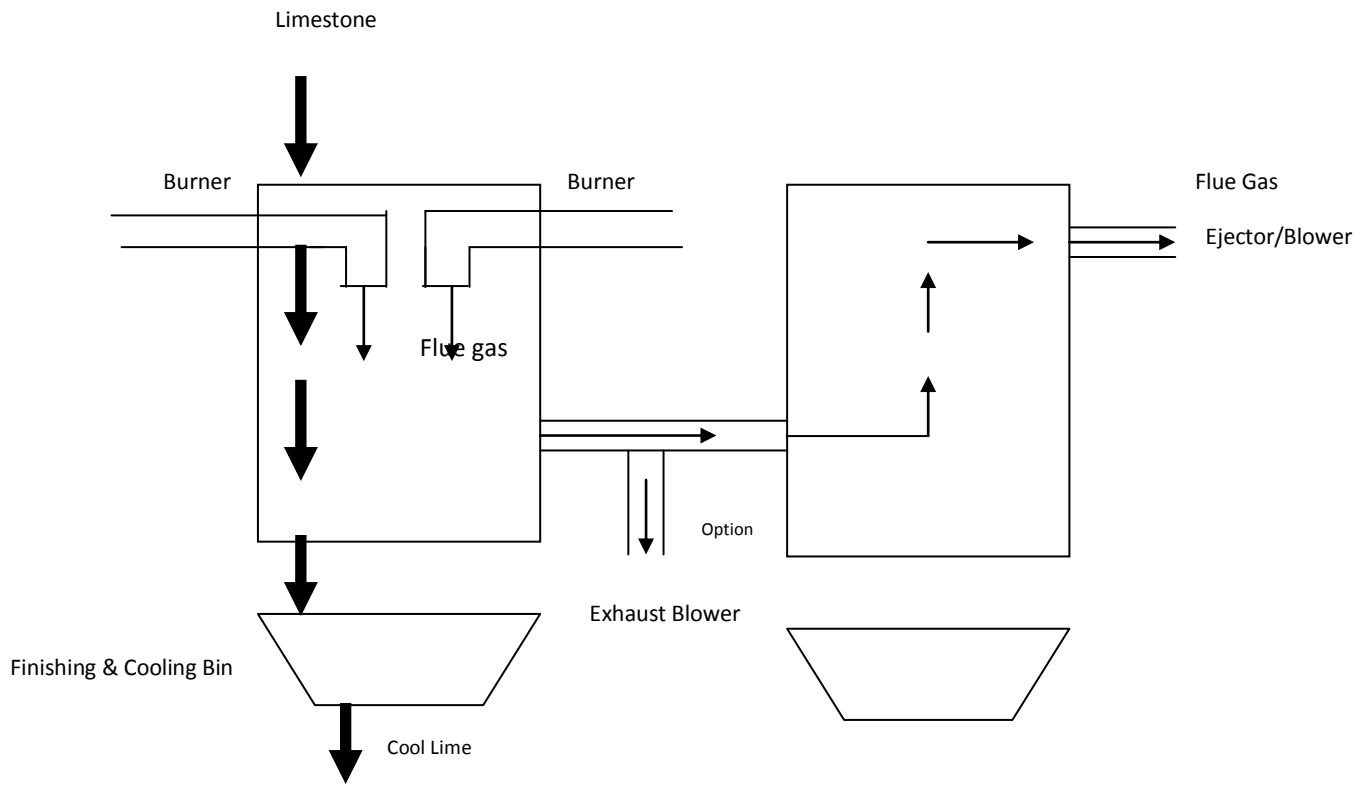 Limestone
Burner
Burner
Flue Gas
Ejector/Blower
Flue gas
Option
Exhaust Blower
Finishing & Cooling Bin
Cool Lime